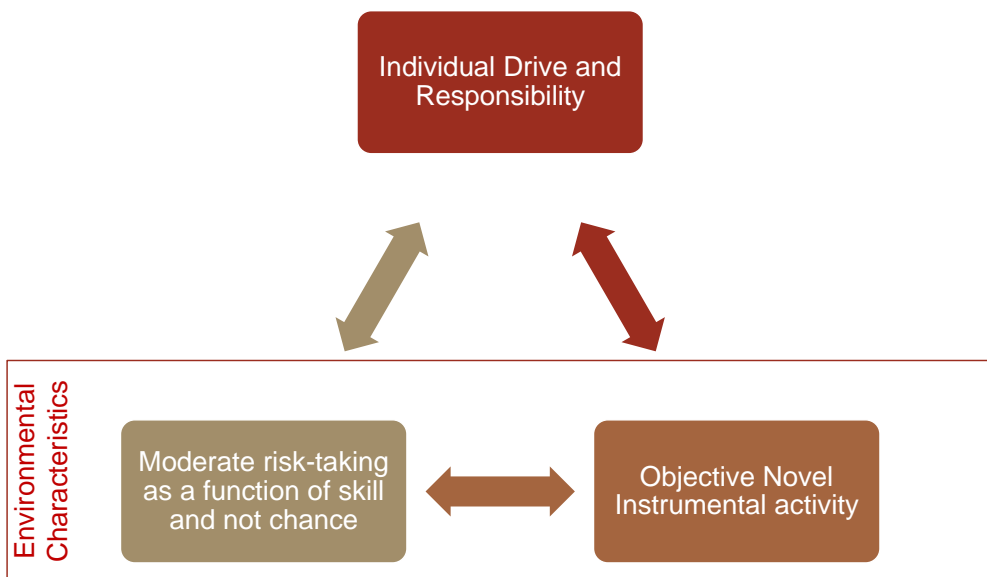 Individual Drive and
Responsibility
Environmental
Characteristics
Moderate risk-taking
as a function of skill
and not chance
Objective Novel
Instrumental activity